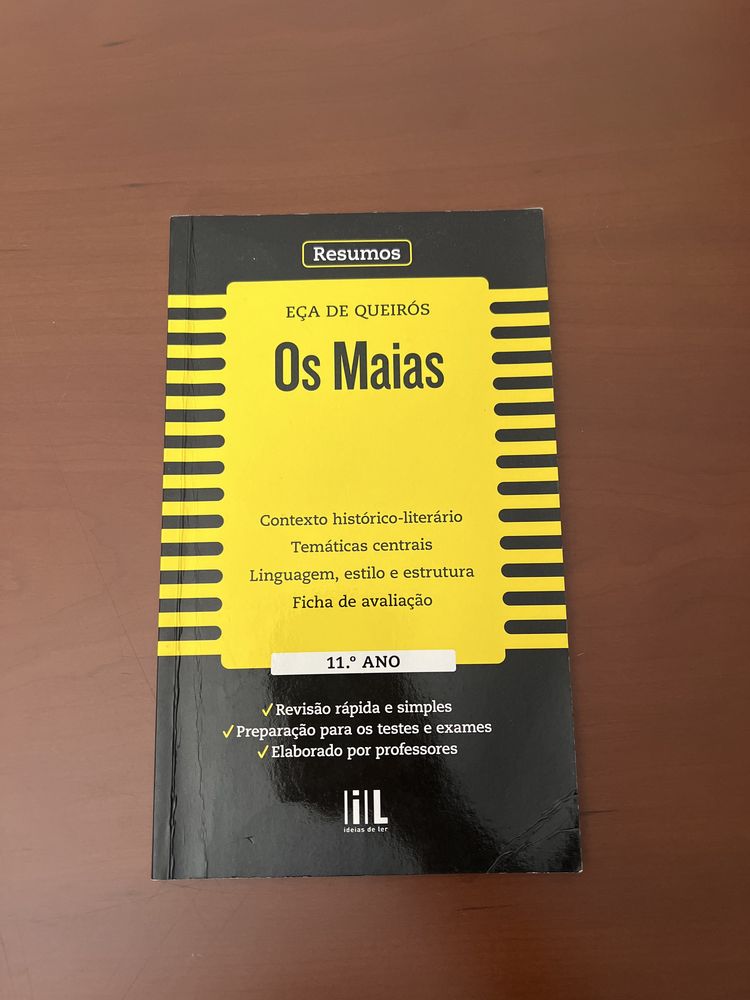 Resumos
EÇA DE QUEIRÓS
Os Maias
Contexto histórico-literário
Temáticas centrais
Linguagem, estilo e estrutura
Ficha de avaliação
11.º ANO
✓Revisão rápida e simples
✓Preparação para os testes e exames
✓Elaborado por professores
|i|L
ideias de ler